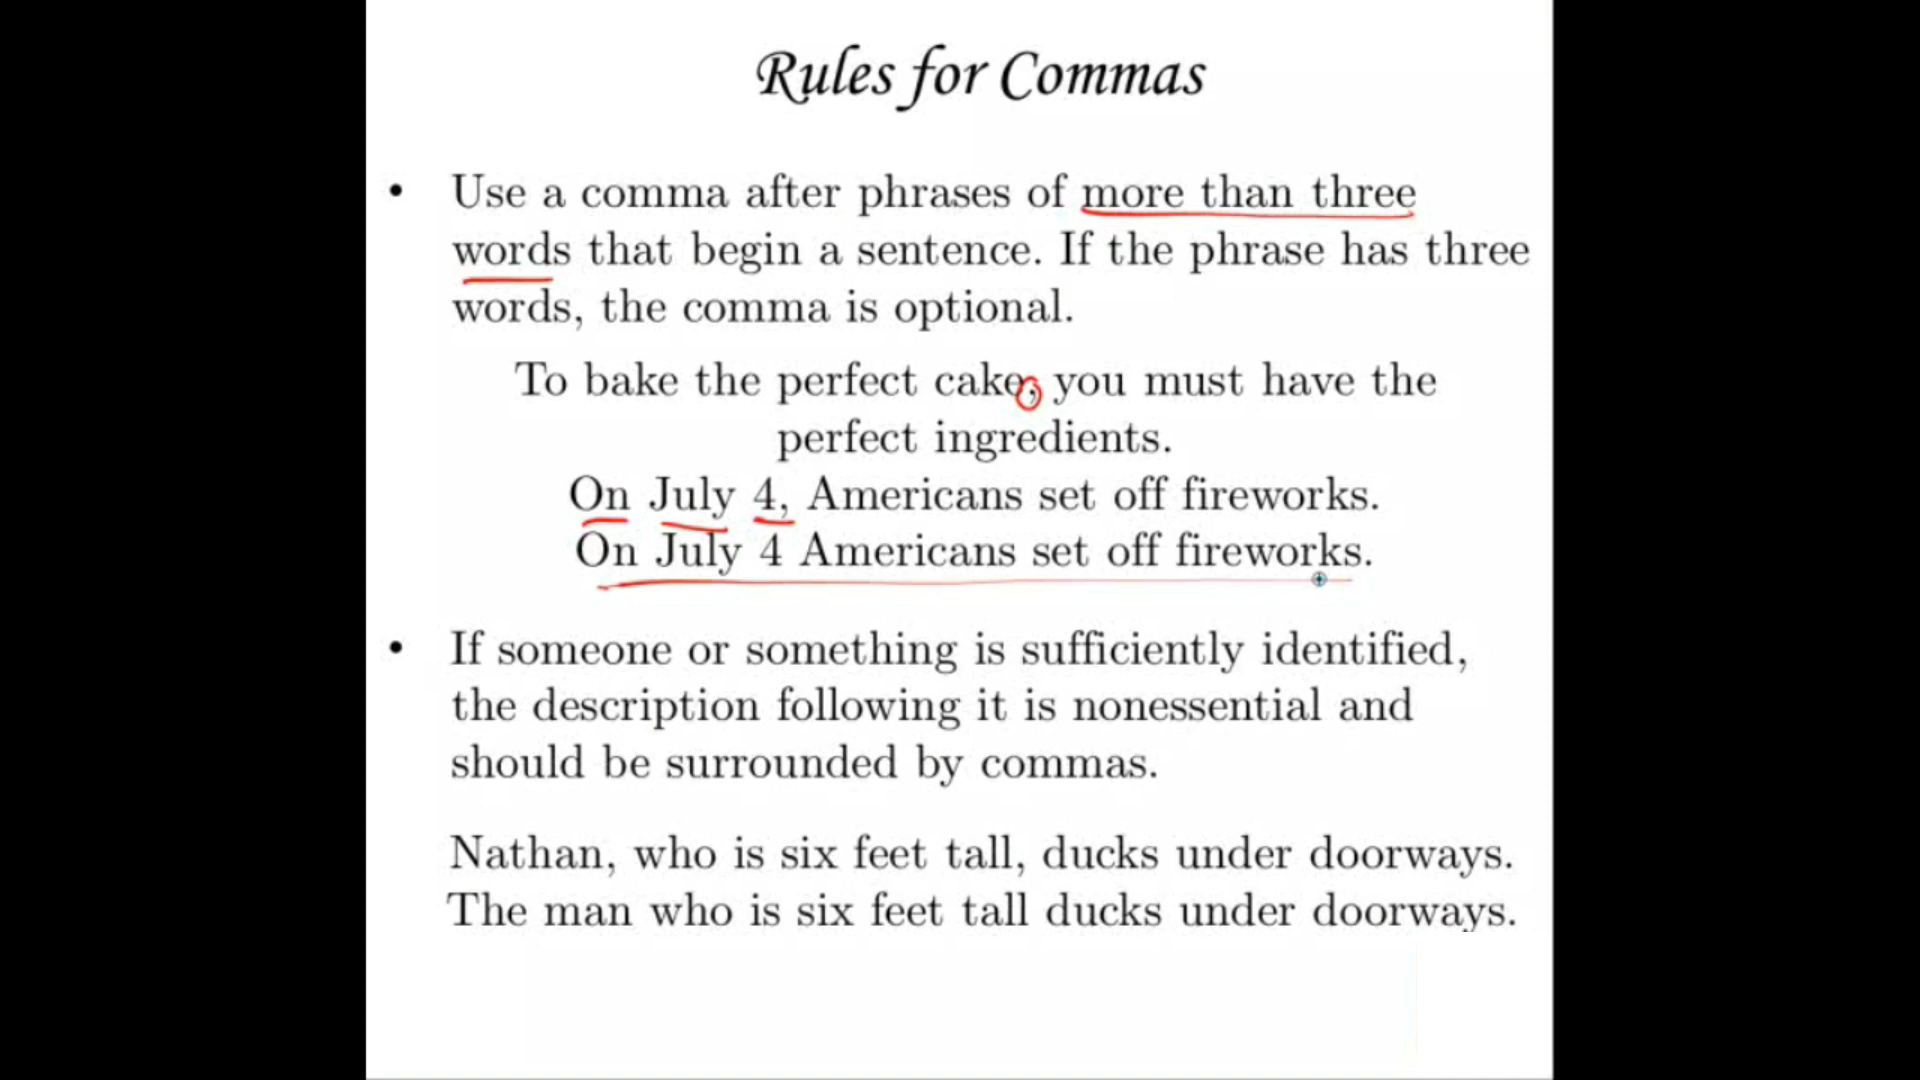 Rules for Commas
• Use a comma after phrases of more than three
words that begin a sentence. If the phrase has three
words, the comma is optional.
To bake the perfect cake, you must have the
perfect ingredients.
On July 4, Americans set off fireworks.
On July 4 Americans set off fireworks.
• If someone or something is sufficiently identified,
the description following it is nonessential and
should be surrounded by commas.
Nathan, who is six feet tall, ducks under doorways.
The man who is six feet tall ducks under doorways.